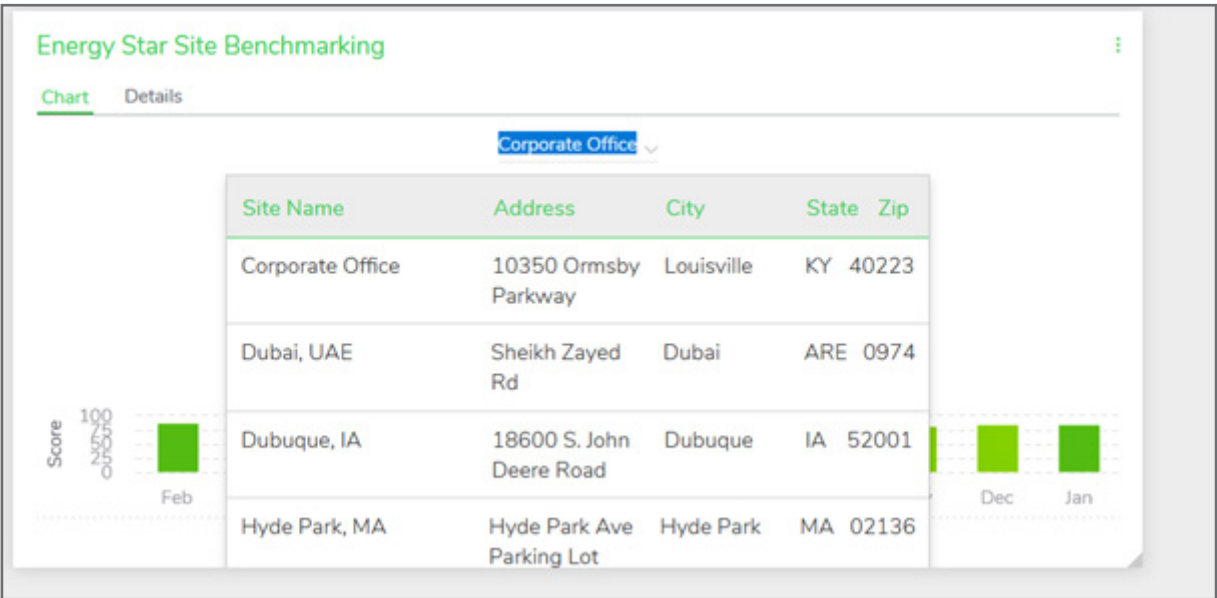 Energy Star Site Benchmarking
Chart Details
Corporate Office
Site Name Address City State Zip
Corporate Office 10350 Ormsby Louisville KY 40223
Parkway
Dubai, UAE Sheikh Zayed Dubai ARE 0974
Rd
Dubuque, IA 18600 S. John Dubuque IA 52001
Deere Road
Hyde Park, MA Hyde Park Ave Hyde Park MA 02136
Parking Lot
Score
100
75
50
25
0
Feb Dec Jan